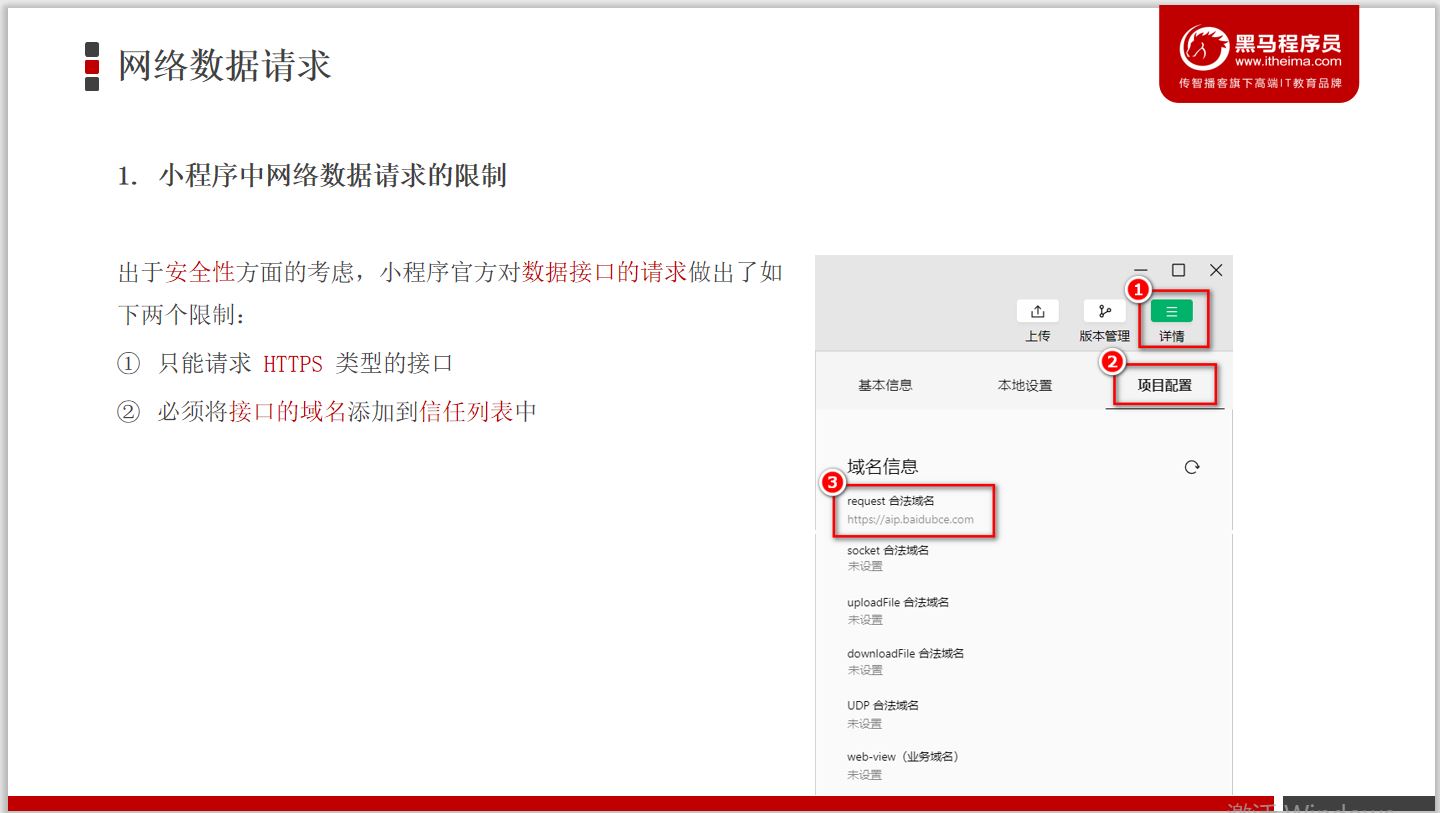 网络数据请求
黑马程序员
www.itheima.com
传智播客旗下高端IT教育品牌
1. 小程序中网络数据请求的限制
出于安全性方面的考虑，小程序官方对数据接口的请求做出了如
下两个限制：
① 只能请求 HTTPS 类型的接口
② 必须将接口的域名添加到信任列表中
1
上传
版本管理
详情
2
基本信息
本地设置
项目配置
域名信息
3
request 合法域名
https://aip.baidubce.com
socket 合法域名
未设置
uploadFile 合法域名
未设置
downloadFile 合法域名
未设置
UDP 合法域名
未设置
web-view（业务域名）
未设置
激活 Windows